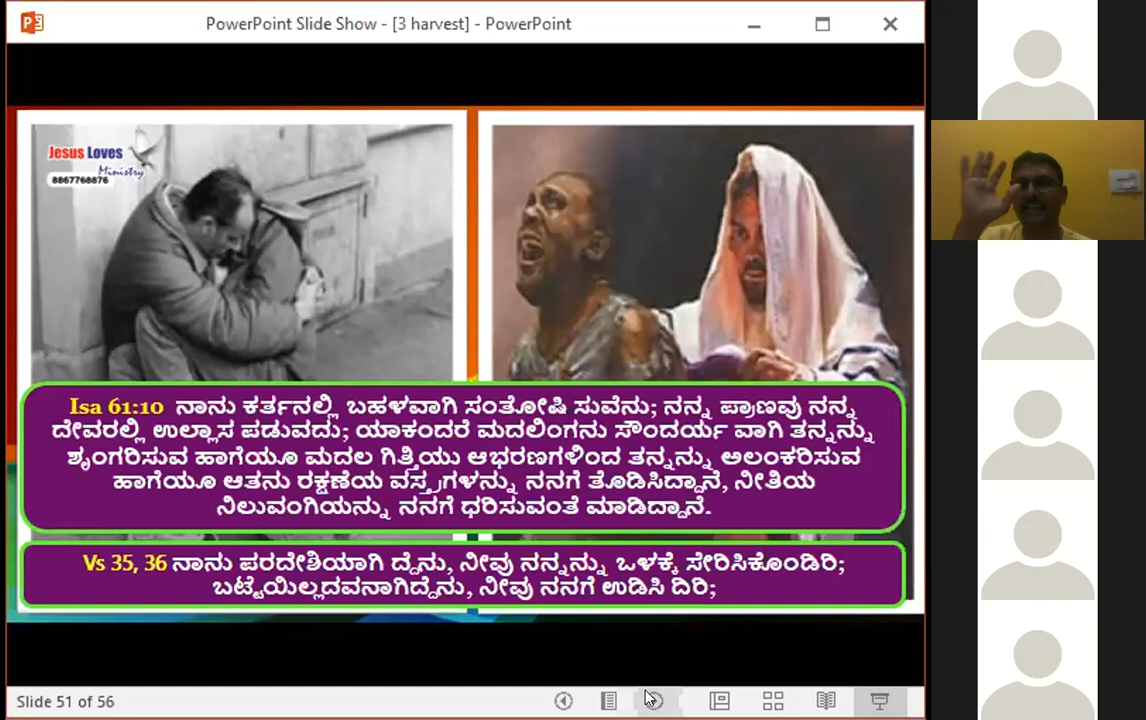 PowerPoint Slide Show - [3 harvest] - PowerPoint
Jesus Loves
Ministry
8867768876
Isa 61:10 ನಾನು ಕರ್ತನಲ್ಲಿ ಬಹಳವಾಗಿ ಸಂತೋಷಿ ಸುವೆನು; ನನ್ನ ಪ್ರಾಣವು ನನ್ನ
ದೇವರಲ್ಲಿ ಉಲ್ಲಾಸ ಪಡುವದು; ಯಾಕಂದರೆ ಮದಲಿಂಗನು ಸೌಂದರ್ಯ ವಾಗಿ ತನ್ನನ್ನು
ಶೃಂಗರಿಸುವ ಹಾಗೆಯೂ ಮದಲ ಗಿತ್ತಿಯು ಆಭರಣಗಳಿಂದ ತನ್ನನ್ನು ಅಲಂಕರಿಸುವ
ಹಾಗೆಯೂ ಆತನು ರಕ್ಷಣೆಯ ವಸ್ತ್ರಗಳನ್ನು ನನಗೆ ತೊಡಿಸಿದ್ದಾನೆ, ನೀತಿಯ
ನಿಲುವಂಗಿಯನ್ನು ನನಗೆ ಧರಿಸುವಂತೆ ಮಾಡಿದ್ದಾನೆ.
Vs 35, 36 ನಾನು ಪರದೇಶಿಯಾಗಿ ದ್ದೆನು, ನೀವು ನನ್ನನ್ನು ಒಳಕ್ಕೆ ಸೇರಿಸಿಕೊಂಡಿರಿ;
ಬಟ್ಟೆಯಿಲ್ಲದವನಾಗಿದ್ದೆನು, ನೀವು ನನಗೆ ಉಡಿಸಿ ದಿರಿ;
Slide 51 of 56